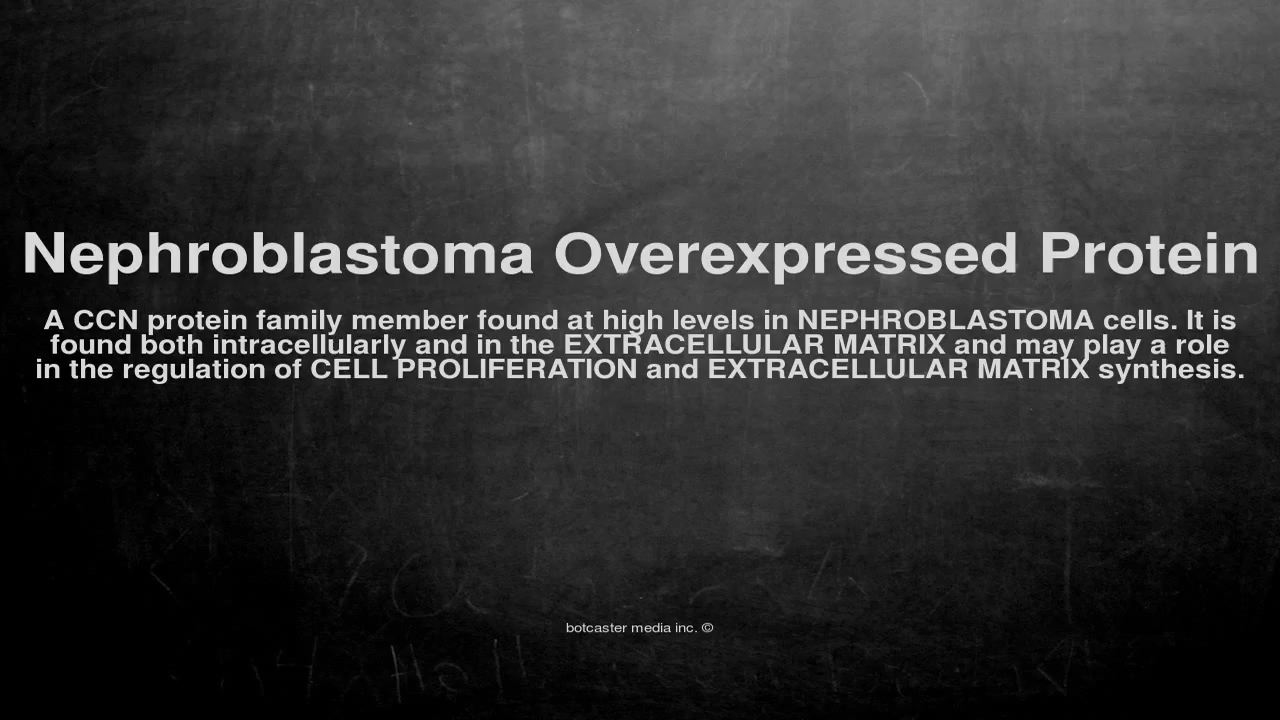 Nephroblastoma Overexpressed Protein
A CCN protein family member found at high levels in NEPHROBLASTOMA cells. It is
found both intracellularly and in the EXTRACELLULAR MATRIX and may play a role
in the regulation of CELL PROLIFERATION and EXTRACELLULAR MATRIX synthesis.
botcaster media inc. ©